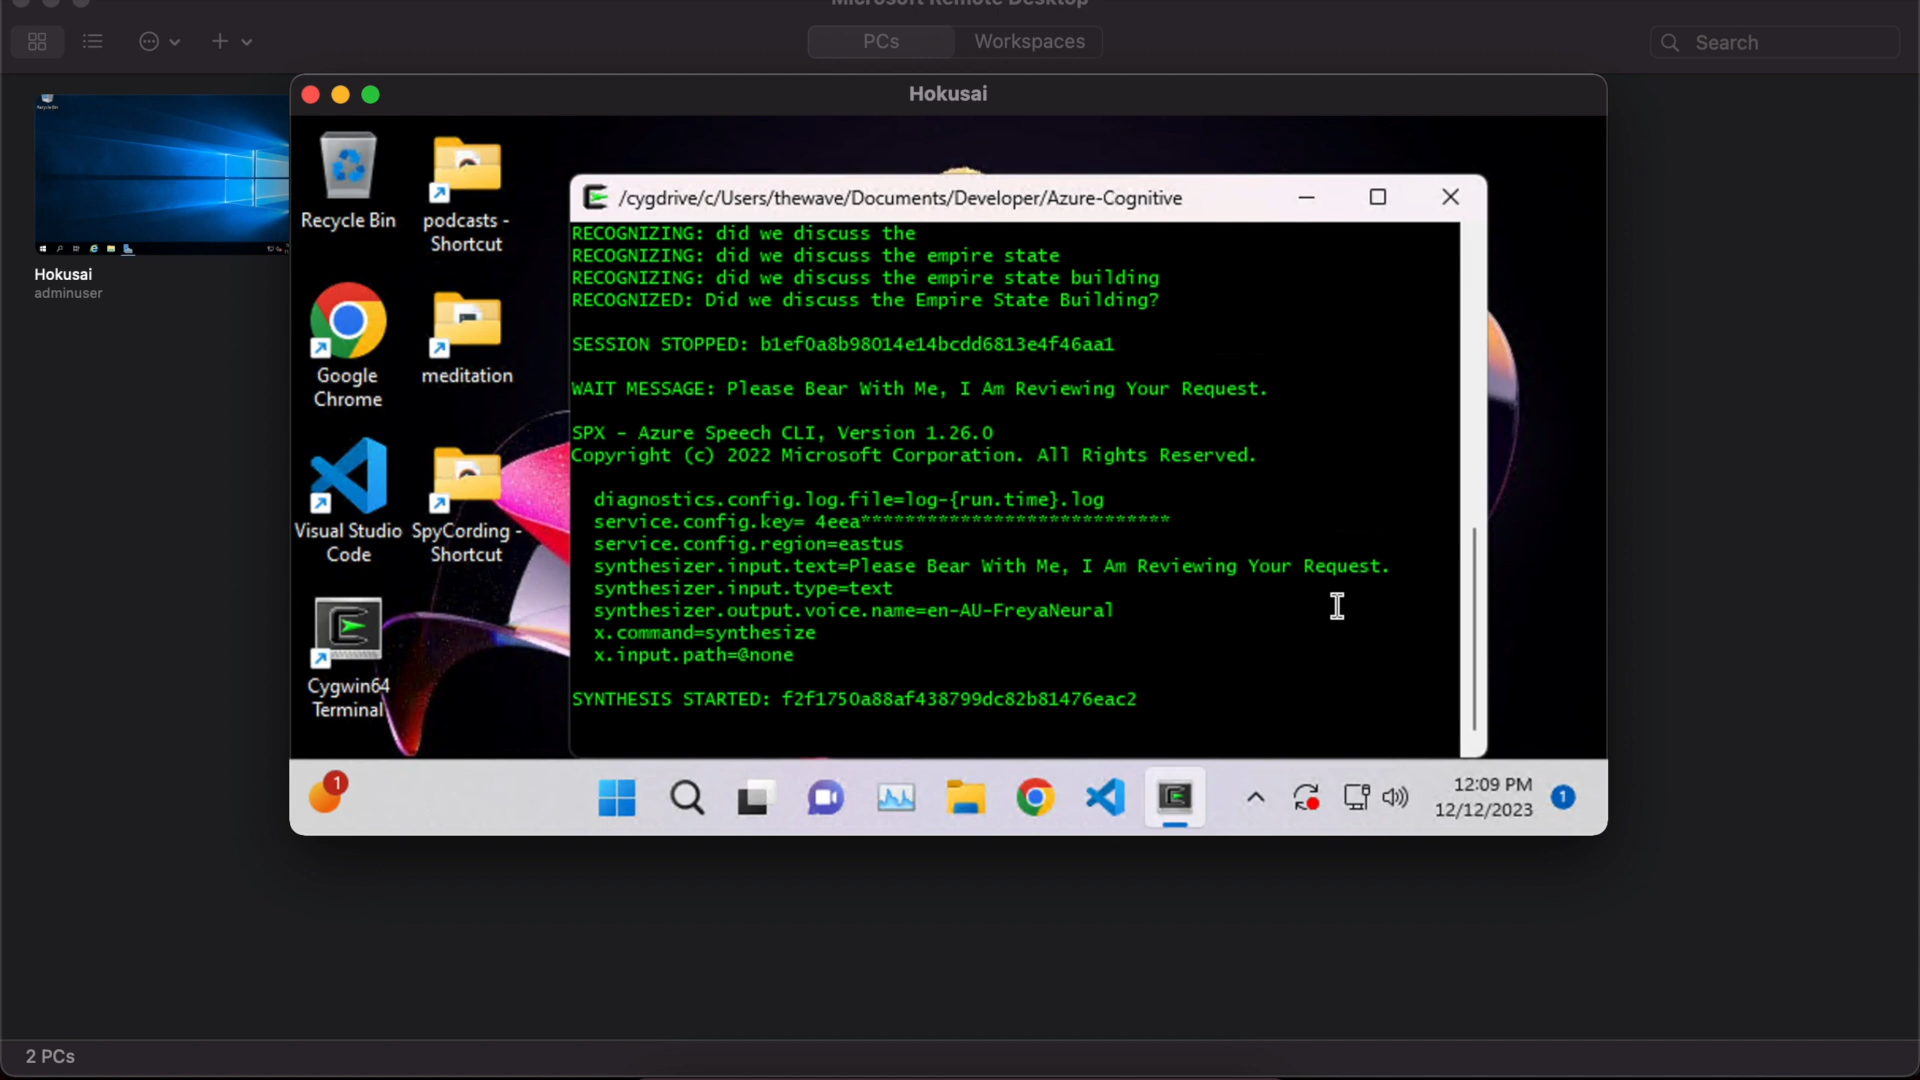 Microsoft Remote Desktop
PCs
Workspaces
Search
Hokusai
adminuser
Hokusai
Recycle Bin
podcasts -
Shortcut
Google
Chrome
meditation
Visual Studio
Code
SpyCording -
Shortcut
Cygwin64
Terminal
/cygdrive/c/Users/thewave/Documents/Developer/Azure-Cognitive
RECOGNIZING: did we discuss the
RECOGNIZING: did we discuss the empire state
RECOGNIZING: did we discuss the empire state building
RECOGNIZED: Did we discuss the Empire State Building?
SESSION STOPPED: b1ef0a8b98014e14bcdd6813e4f46aa1
WAIT MESSAGE: Please Bear With Me, I Am Reviewing Your Request.
SPX - Azure Speech CLI, Version 1.26.0
Copyright (c) 2022 Microsoft Corporation. All Rights Reserved.
diagnostics.config.log.file=log-{run.time}.log
service.config.key= 4eea****************************
service.config.region=eastus
synthesizer.input.text=Please Bear With Me, I Am Reviewing Your Request.
synthesizer.input.type=text
synthesizer.output.voice.name=en-AU-FreyaNeural
x.command=synthesize
x.input.path=@none
SYNTHESIS STARTED: f2f1750a88af438799dc82b81476eac2
1
12:09 PM
12/12/2023
1
2 PCs